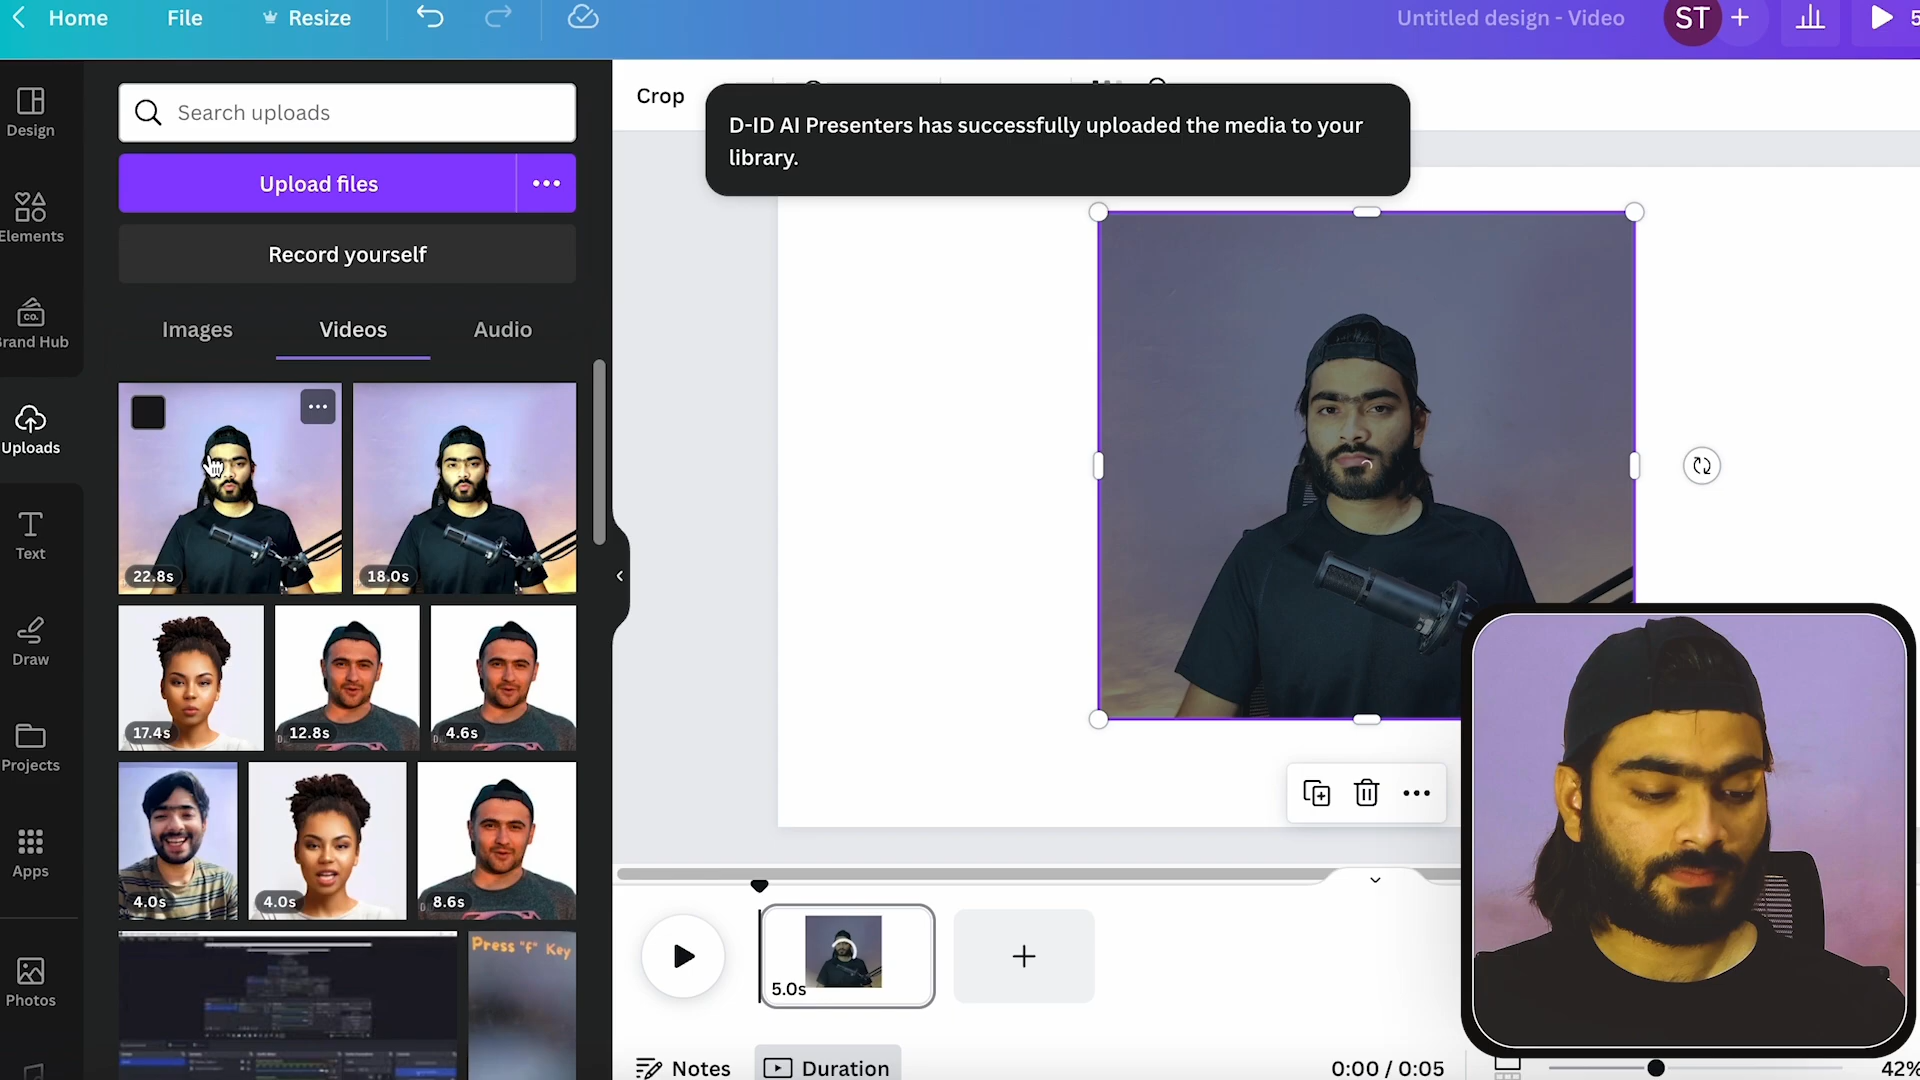 Home
File
Resize
Untitled design - Video
ST
5
Design
Elements
Brand Hub
Uploads
Text
Draw
Projects
Apps
Photos
Search uploads
Upload files
Record yourself
Images
Videos
Audio
22.8s
18.0s
17.4s
12.8s
4.6s
4.0s
4.0s
8.6s
Press "f" Key
Crop
D-ID AI Presenters has successfully uploaded the media to your
library.
5.0s
Notes
Duration
0:00 / 0:05
42%